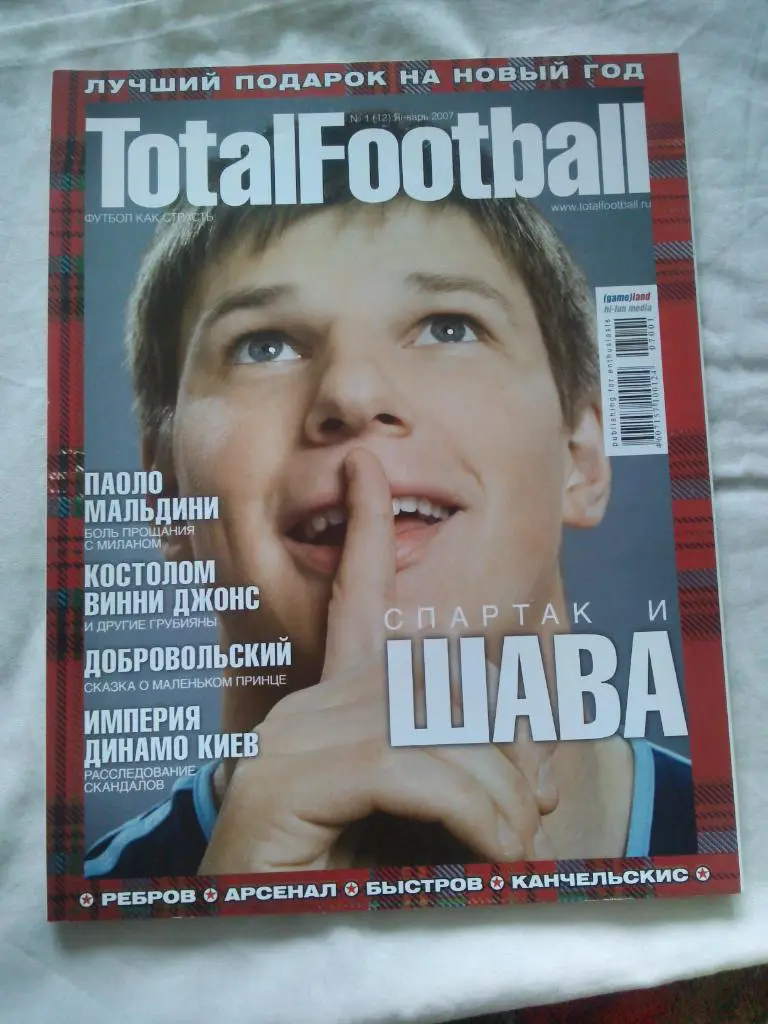 ЛУЧШИЙ ПОДАРОК НА НОВЫЙ ГОД
№ 1 (12) Январь 2007
TotalFootball
ФУТБОЛ КАК СТРАСТЬ
www.totalfootball.ru
(game)land
hi-fun media
publishing for enthusiasts
4607157100124
07001
ПАОЛО
МАЛЬДИНИ
БОЛЬ ПРОЩАНИЯ
С МИЛАНОМ
КОСТОЛОМ
ВИННИ ДЖОНС
И ДРУГИЕ ГРУБИЯНЫ
ДОБРОВОЛЬСКИЙ
СКАЗКА О МАЛЕНЬКОМ ПРИНЦЕ
ИМПЕРИЯ
ДИНАМО КИЕВ
РАССЛЕДОВАНИЕ
СКАНДАЛОВ
СПАРТАК И
ШАВА
РЕБРОВ АРСЕНАЛ БЫСТРОВ КАНЧЕЛЬСКИС